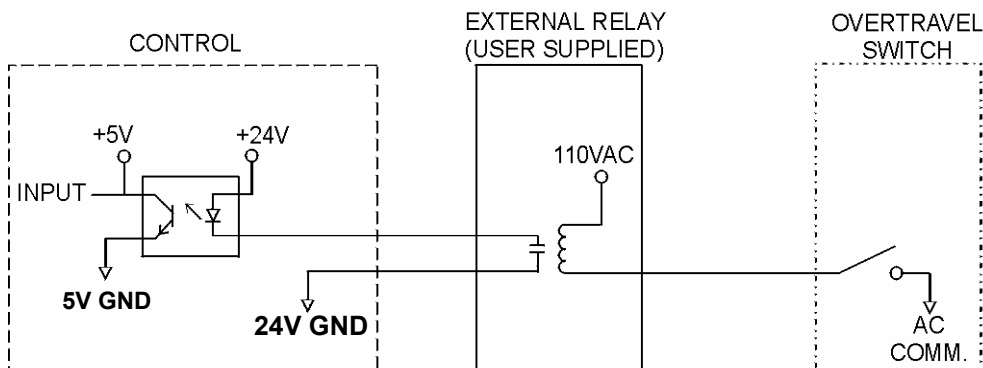 CONTROL
EXTERNAL RELAY
(USER SUPPLIED)
OVERTRAVEL
SWITCH
+5V
+24V
110VAC
INPUT
5V GND
24V GND
AC
COMM.